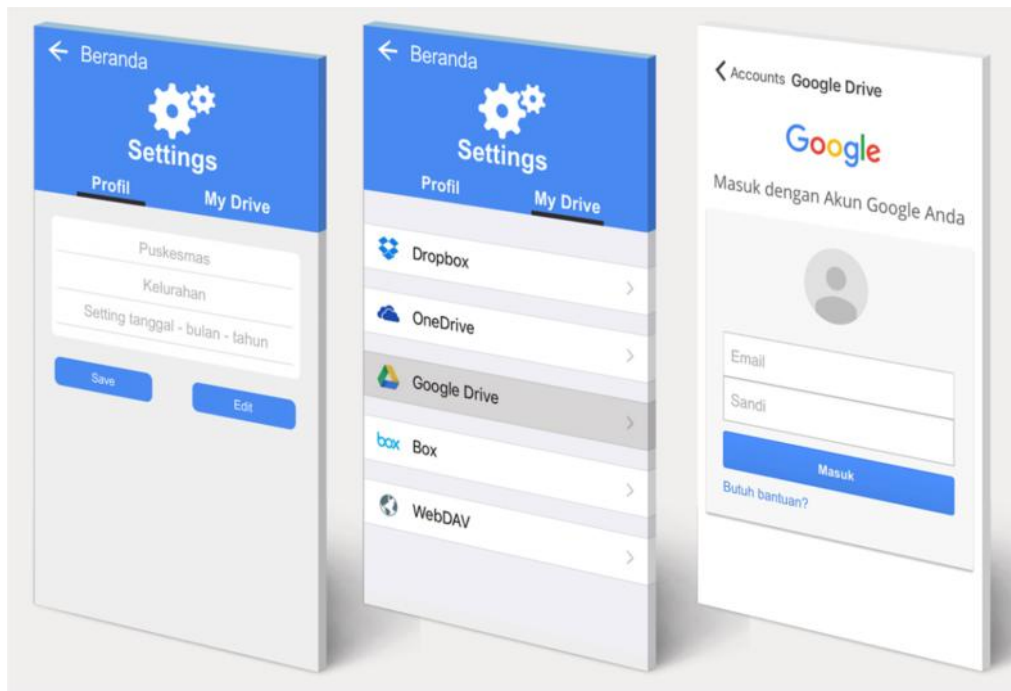 Beranda
Settings
Profil My Drive
Puskesmas
Kelurahan
Setting tanggal - bulan - tahun
Save Edit
Beranda
Settings
Profil My Drive
Dropbox
OneDrive
Google Drive
box Box
WebDAV
Accounts Google Drive
Google
Masuk dengan Akun Google Anda
Email
Sandi
Masuk
Butuh bantuan?